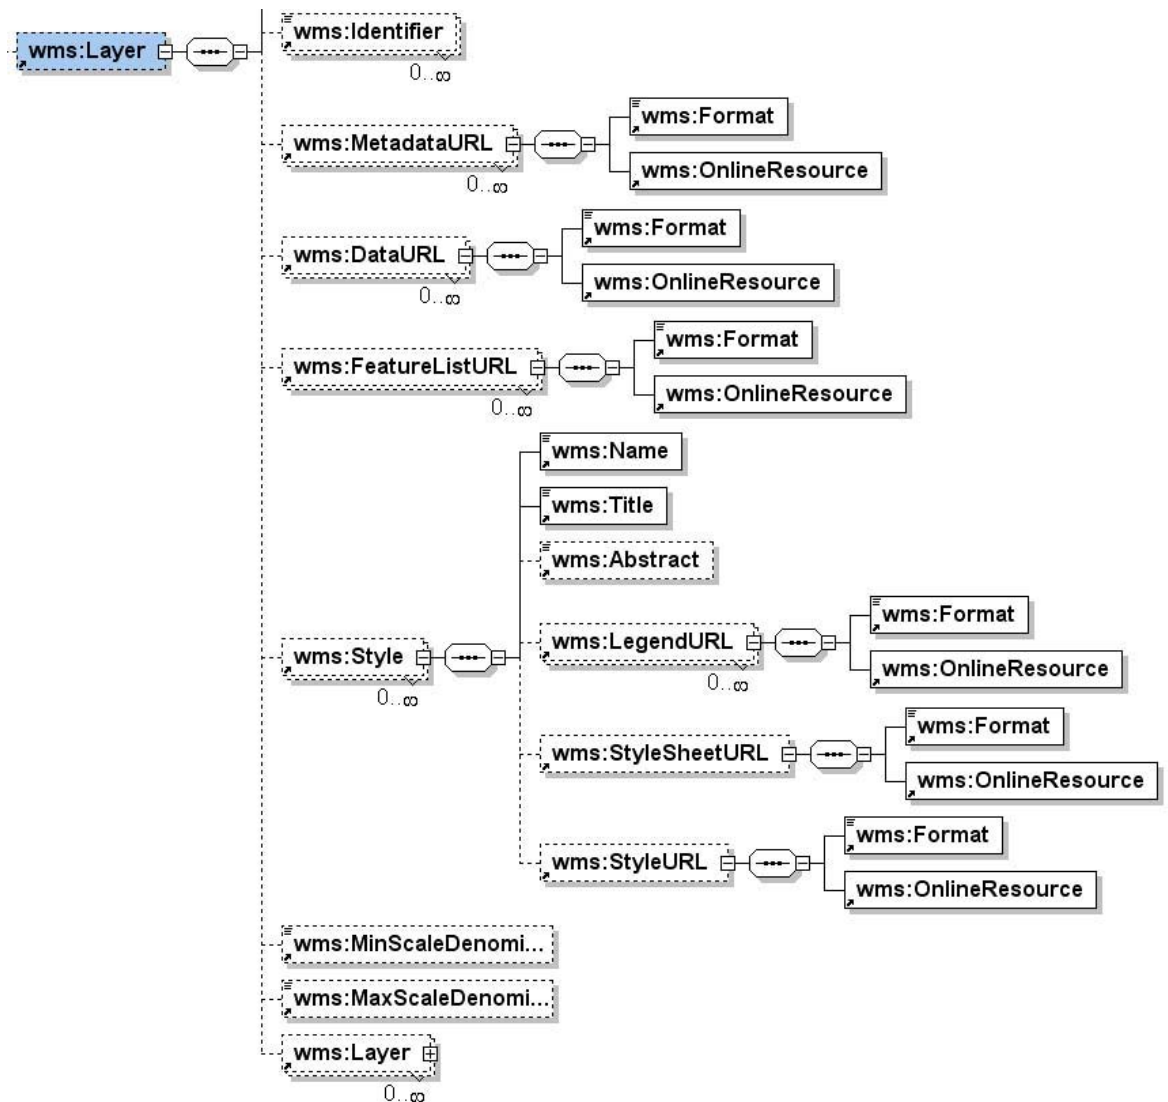 wms:Layer
wms:Identifier
0..∞
wms:MetadataURL
0..∞
wms:Format
wms:OnlineResource
wms:DataURL
0..∞
wms:Format
wms:OnlineResource
wms:FeatureListURL
0..∞
wms:Format
wms:OnlineResource
wms:Style
0..∞
wms:Name
wms:Title
wms:Abstract
wms:LegendURL
0..∞
wms:Format
wms:OnlineResource
wms:StyleSheetURL
wms:Format
wms:OnlineResource
wms:StyleURL
wms:Format
wms:OnlineResource
wms:MinScaleDenomi...
wms:MaxScaleDenomi...
wms:Layer
0..∞